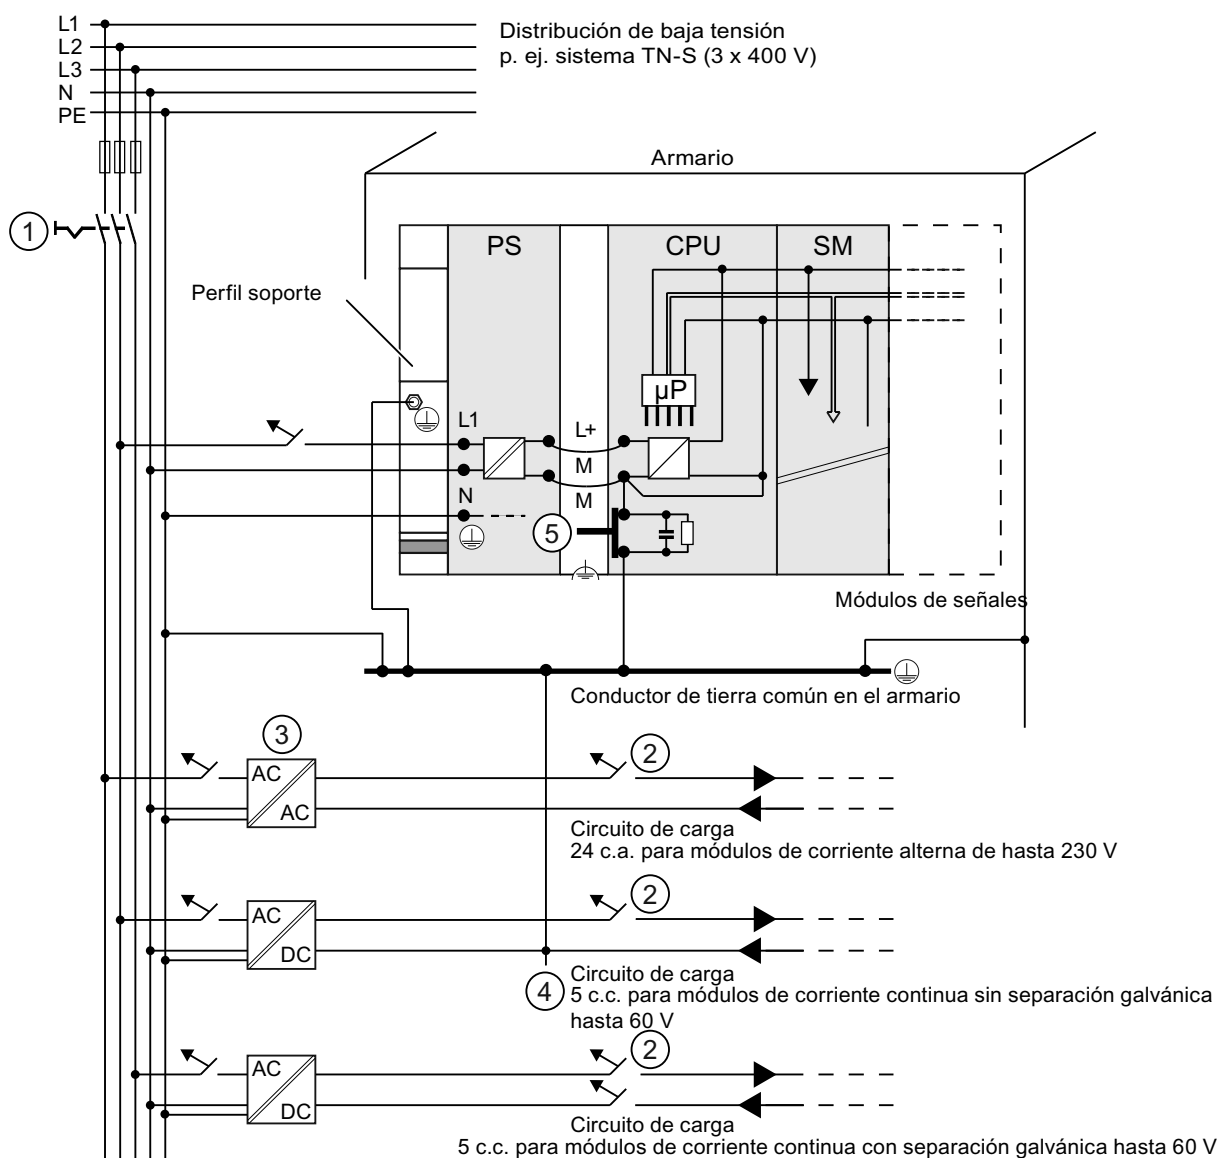 L1
L2
L3
N
PE
Distribución de baja tensión
p. ej. sistema TN-S (3 x 400 V)
Armario
1
PS
CPU
SM
Perfil soporte
µP
L1
L+
M
N
M
5
Módulos de señales
Conductor de tierra común en el armario
3
2
AC
AC
Circuito de carga
24 c.a. para módulos de corriente alterna de hasta 230 V
2
AC
DC
4
Circuito de carga
5 c.c. para módulos de corriente continua sin separación galvánica
hasta 60 V
2
AC
DC
Circuito de carga
5 c.c. para módulos de corriente continua con separación galvánica hasta 60 V